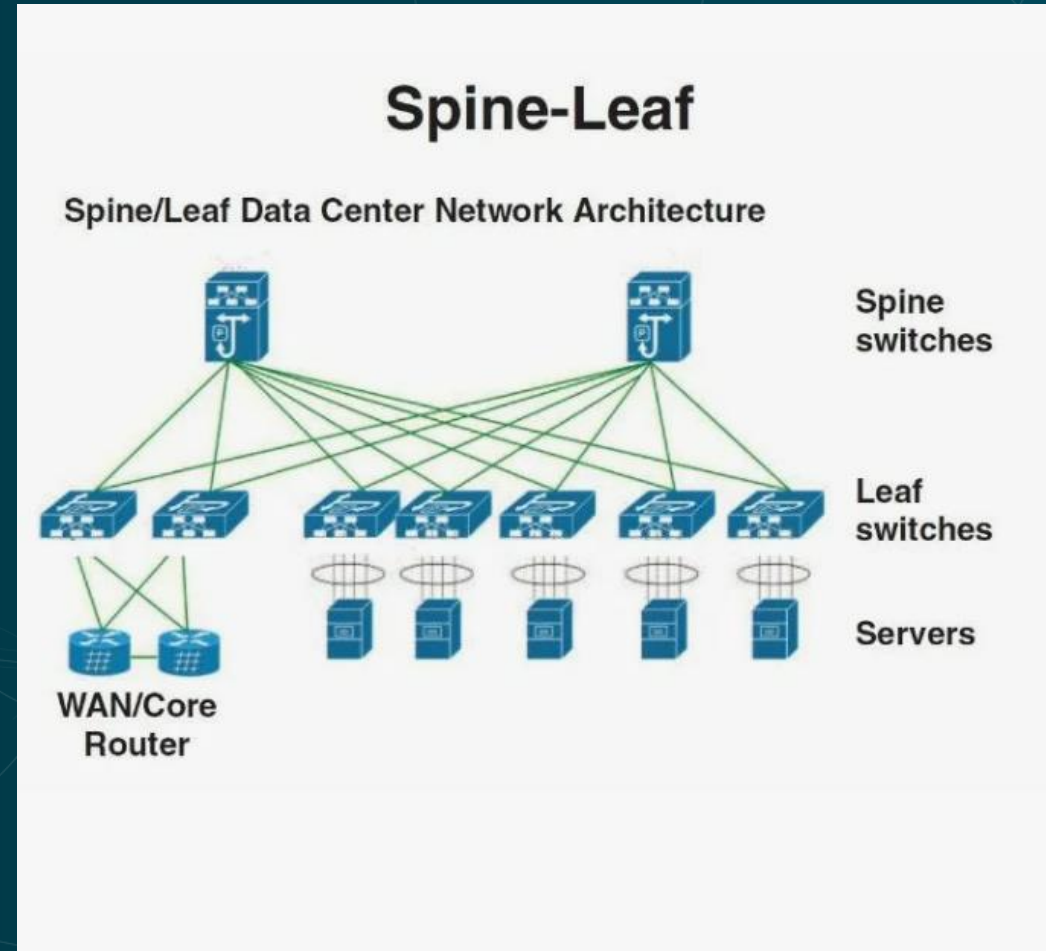 Spine-Leaf
Spine/Leaf Data Center Network Architecture
Spine
switches
Leaf
switches
Servers
WAN/Core
Router